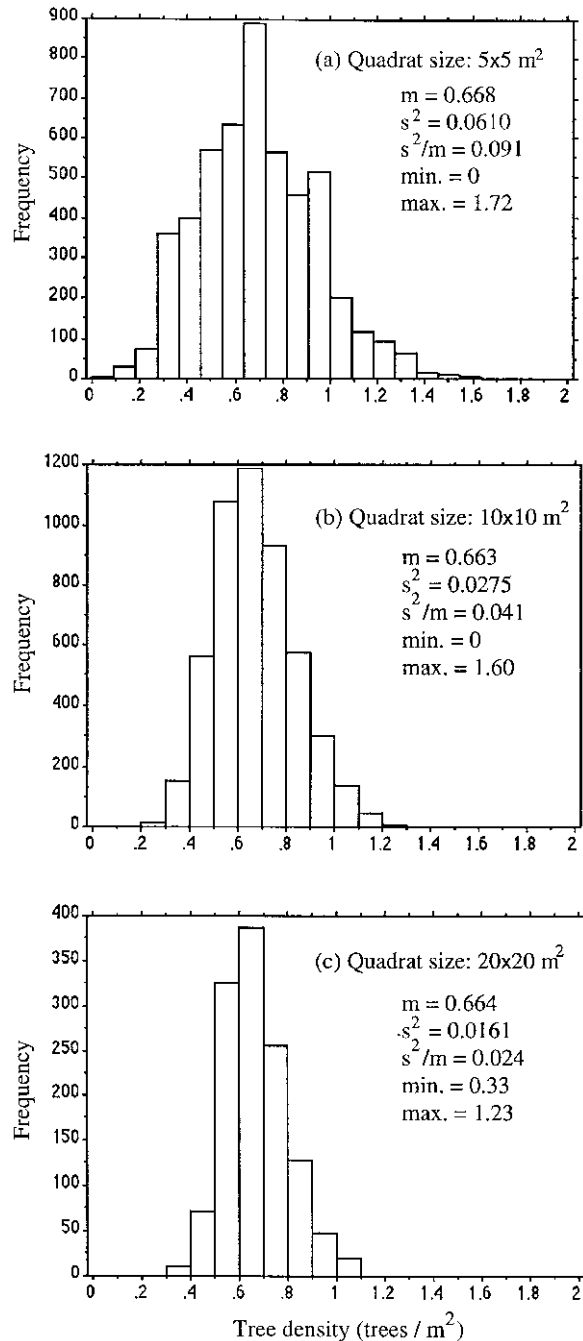 900
800
700
600
500
400
300
200
100
0
Frequency
(a) Quadrat size: 5x5 m²
m = 0.668
s² = 0.0610
s²/m = 0.091
min. = 0
max. = 1.72
0 .2 .4 .6 .8 1 1.2 1.4 1.6 1.8 2
1200
1000
800
600
400
200
0
Frequency
(b) Quadrat size: 10x10 m²
m = 0.663
s² = 0.0275
s²/m = 0.041
min. = 0
max. = 1.60
0 .2 .4 .6 .8 1 1.2 1.4 1.6 1.8 2
400
350
300
250
200
150
100
50
0
Frequency
(c) Quadrat size: 20x20 m²
m = 0.664
s² = 0.0161
s²/m = 0.024
min. = 0.33
max. = 1.23
0 .2 .4 .6 .8 1 1.2 1.4 1.6 1.8 2
Tree density (trees / m²)